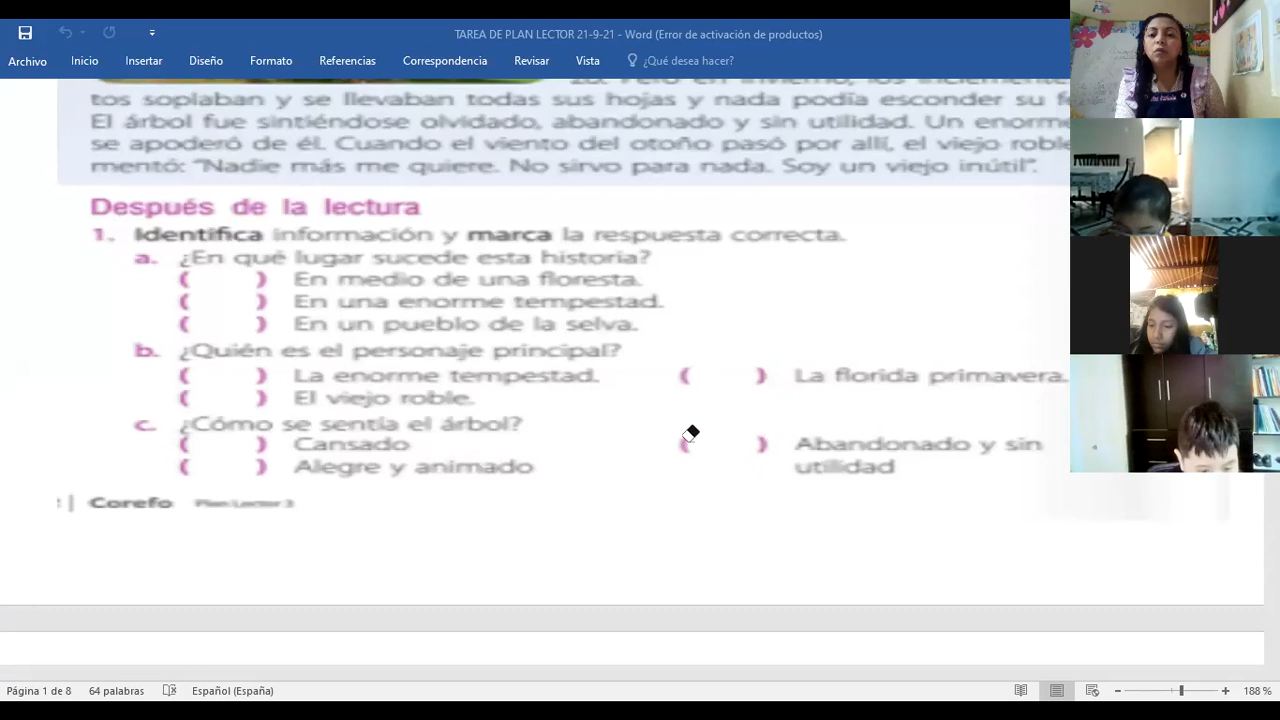 TAREA DE PLAN LECTOR 21-9-21 - Word (Error de activación de productos)
Archivo Inicio Insertar Diseño Formato Referencias Correspondencia Revisar Vista ¿Qué desea hacer?
tos soplaban y se llevaban todas sus hojas y nada podía esconder su
El árbol fue sintiéndose olvidado, abandonado y sin utilidad. Un enorme
se apoderó de él. Cuando el viento del otoño pasó por allí, el viejo roble
mentó: “Nadie más me quiere. No sirvo para nada. Soy un viejo inútil”.
Después de la lectura
1. Identifica información y marca la respuesta correcta.
a. ¿En qué lugar sucede esta historia?
( ) En medio de una floresta.
( ) En una enorme tempestad.
( ) En un pueblo de la selva.
b. ¿Quién es el personaje principal?
( ) La enorme tempestad. ( ) La florida primavera.
( ) El viejo roble.
c. ¿Cómo se sentía el árbol?
( ) Cansado ( ) Abandonado y sin
( ) Alegre y animado utilidad
| Corefo Plan Lector 3
Página 1 de 8 64 palabras Español (España) 188 %